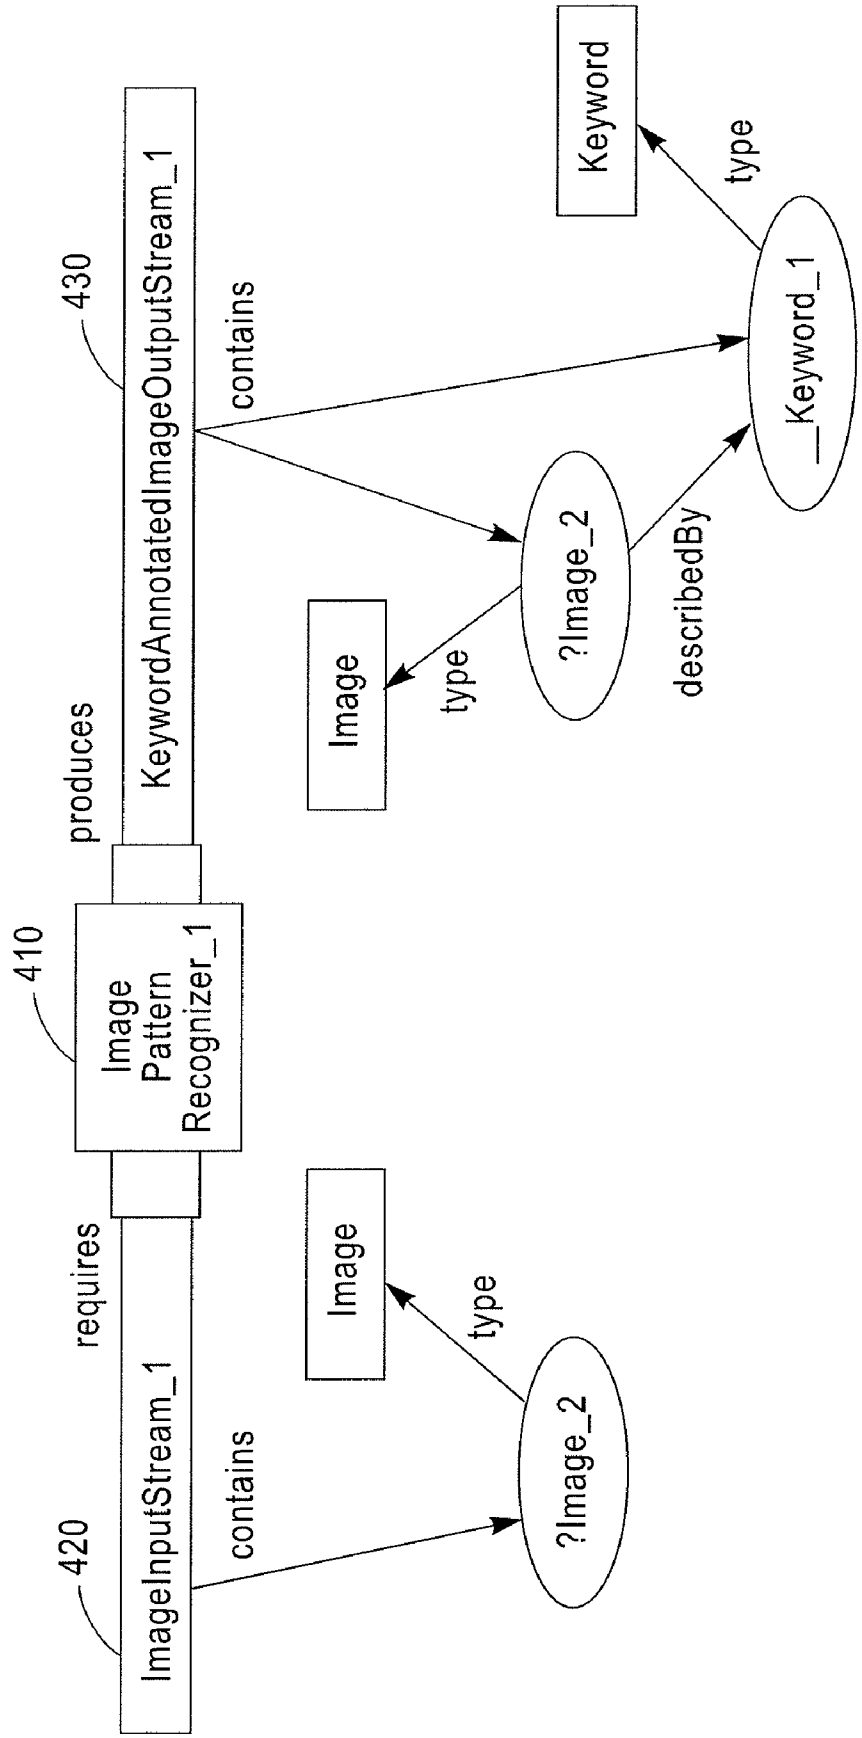 420
ImageInputStream_1
requires
contains
?Image_2
type
Image
410
Image
Pattern
Recognizer_1
produces
430
KeywordAnnotatedImageOutputStream_1
contains
Image
type
?Image_2
describedBy
__Keyword_1
type
Keyword